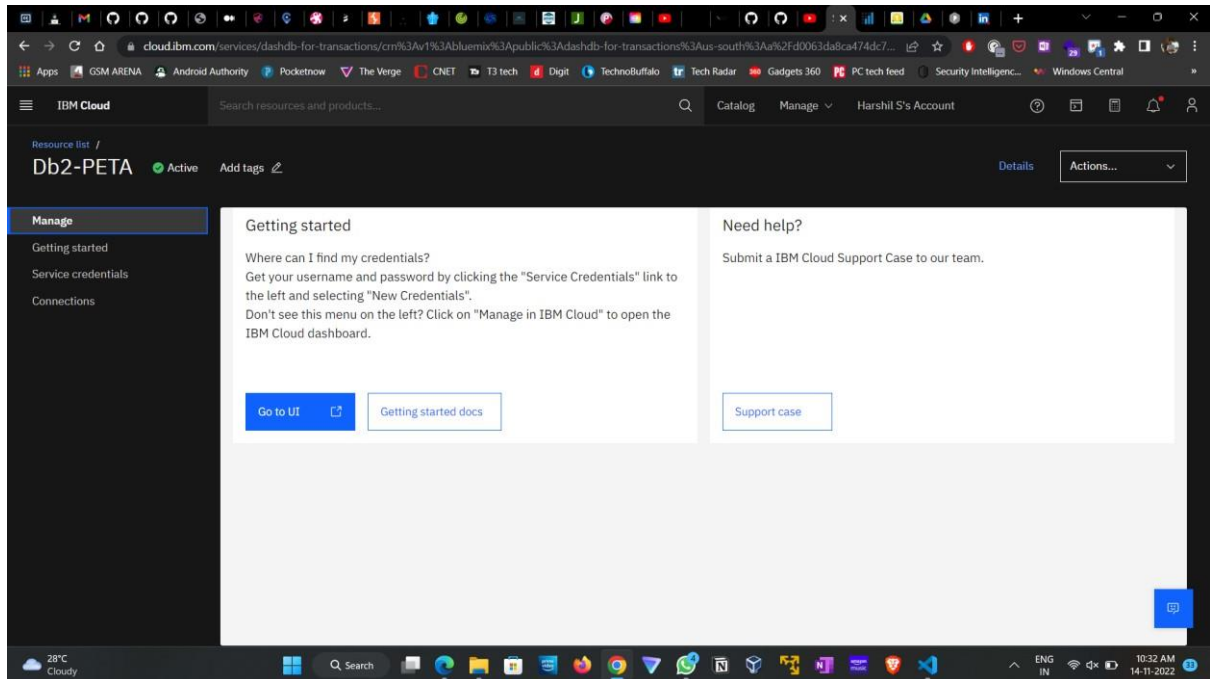 cloud.ibm.com/services/dashdb-for-transactions/crn%3Av1%3Abluemix%3Apublic%3Adashdb-for-transactions%3Aus-south%3Aa%2Fd0063da8ca474dc7...
Apps GSM ARENA Android Authority Pocketnow The Verge CNET T3 tech Digit TechnoBuffalo Tech Radar Gadgets 360 PC tech feed Security Intelligenc... Windows Central »
IBM Cloud Search resources and products... Catalog Manage Harshil S's Account
Resource list /
Db2-PETA Active Add tags Details Actions...
Manage
Getting started
Service credentials
Connections
Getting started
Where can I find my credentials?
Get your username and password by clicking the "Service Credentials" link to
the left and selecting "New Credentials".
Don't see this menu on the left? Click on "Manage in IBM Cloud" to open the
IBM Cloud dashboard.
Go to UI Getting started docs
Need help?
Submit a IBM Cloud Support Case to our team.
Support case
28°C
Cloudy
Search
ENG
IN
10:32 AM
14-11-2022